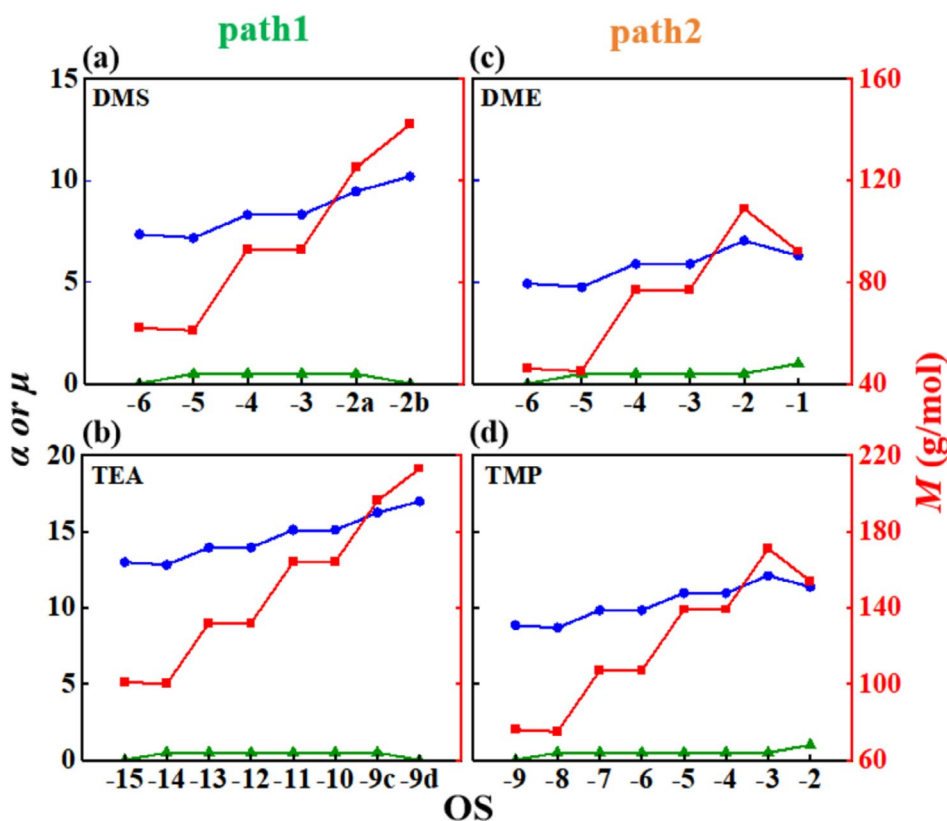 path1 path2
(a) (c)
15 160
DMS DME
10 120
5 80
0 40
-6 -5 -4 -3 -2a -2b -6 -5 -4 -3 -2 -1
α or μ
M (g/mol)
(b) (d)
20 220
TEA TMP
15 180
10 140
5 100
0 60
-15 -14 -13 -12 -11 -10 -9c -9d -9 -8 -7 -6 -5 -4 -3 -2
OS